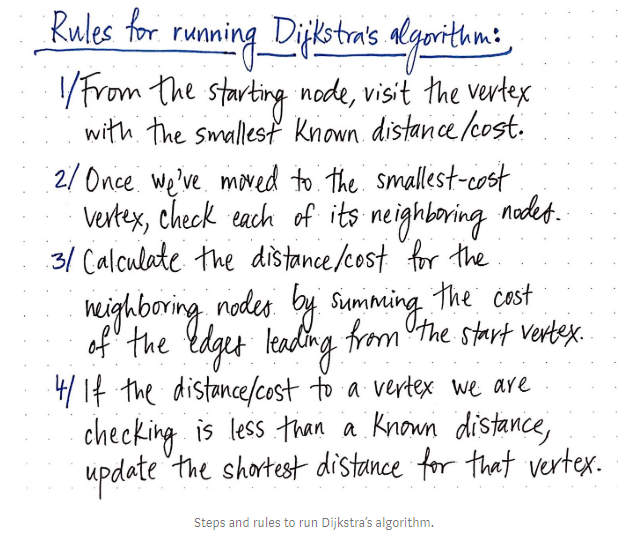 Rules for running Dijkstra's algorithm:
1/ From the starting node, visit the vertex
with the smallest known distance/cost.
2/ Once we've moved to the smallest-cost
vertex, check each of its neighboring nodes.
3/ Calculate the distance/cost for the
neighboring nodes by summing the cost
of the edges leading from the start vertex.
4/ If the distance/cost to a vertex we are
checking is less than a known distance,
update the shortest distance for that vertex.
Steps and rules to run Dijkstra's algorithm.